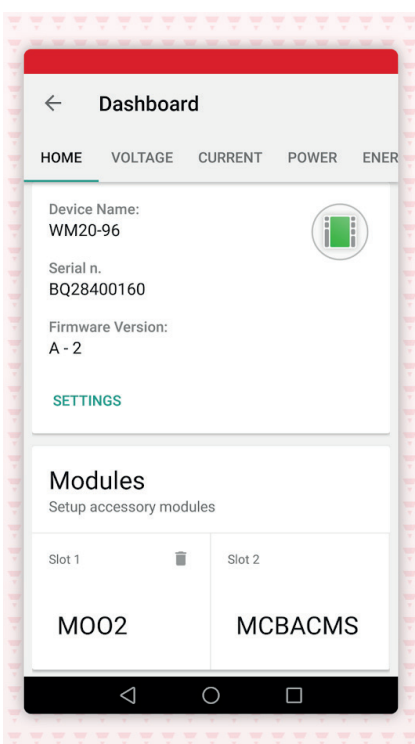 Dashboard
HOME VOLTAGE CURRENT POWER ENER
Device Name:
WM20-96
Serial n.
BQ28400160
Firmware Version:
A - 2
SETTINGS
Modules
Setup accessory modules
Slot 1 Slot 2
MOO2 MCBACMS